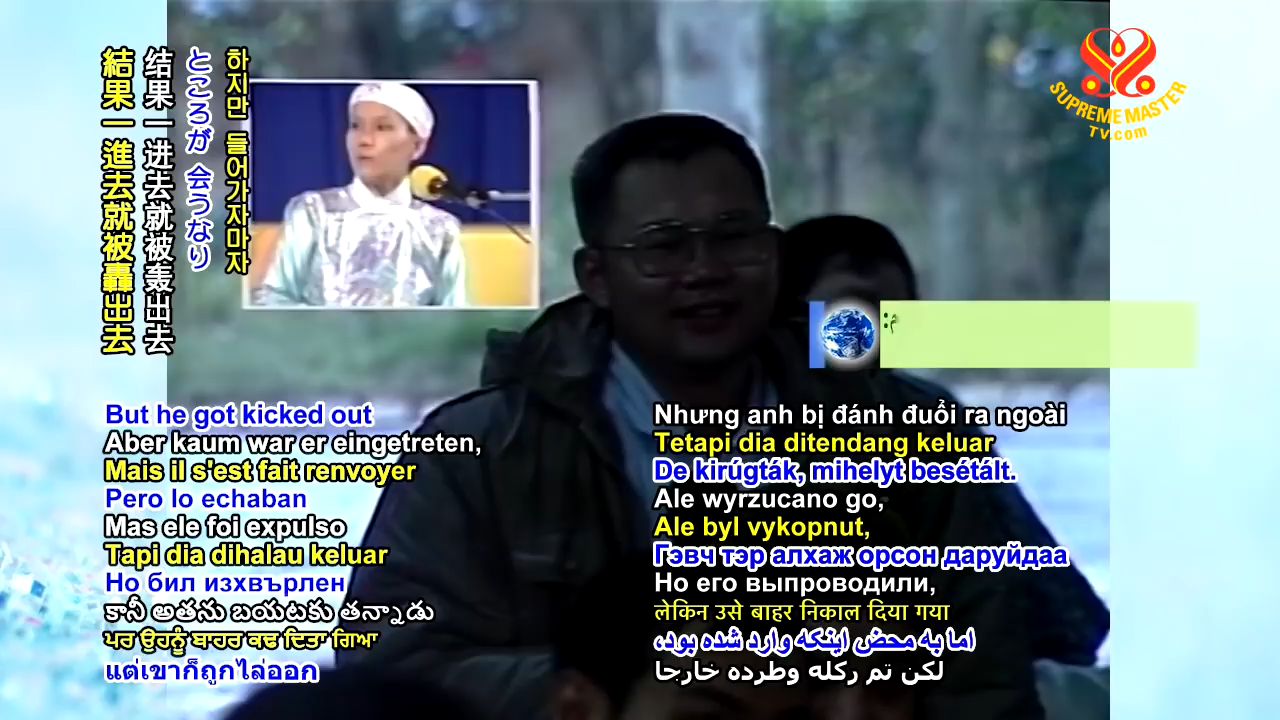 結果一進去就被轟出去
结果一进去就被轰出去
ところが 会うなり
하지만 들어가자마자
SUPREME MASTER
TV.com
But he got kicked out
Aber kaum war er eingetreten,
Mais il s'est fait renvoyer
Pero lo echaban
Mas ele foi expulso
Tapi dia dihalau keluar
Но бил изхвърлен
కానీ అతను బయటకు తన్నాడు
ਪਰ ਉਹਨੂੰ ਬਾਹਰ ਕਢ ਦਿਤਾ ਗਿਆ
แต่เขาก็ถูกไล่ออก
Nhưng anh bị đánh đuổi ra ngoài
Tetapi dia ditendang keluar
De kirúgták, mihelyt besétált.
Ale wyrzucano go,
Ale byl vykopnut,
Гэвч тэр алхаж орсон даруйдаа
Но его выпроводили,
लेकिन उसे बाहर निकाल दिया गया
اما به محض اینکه وارد شده بود،
لكن تم ركله وطرده خارجا